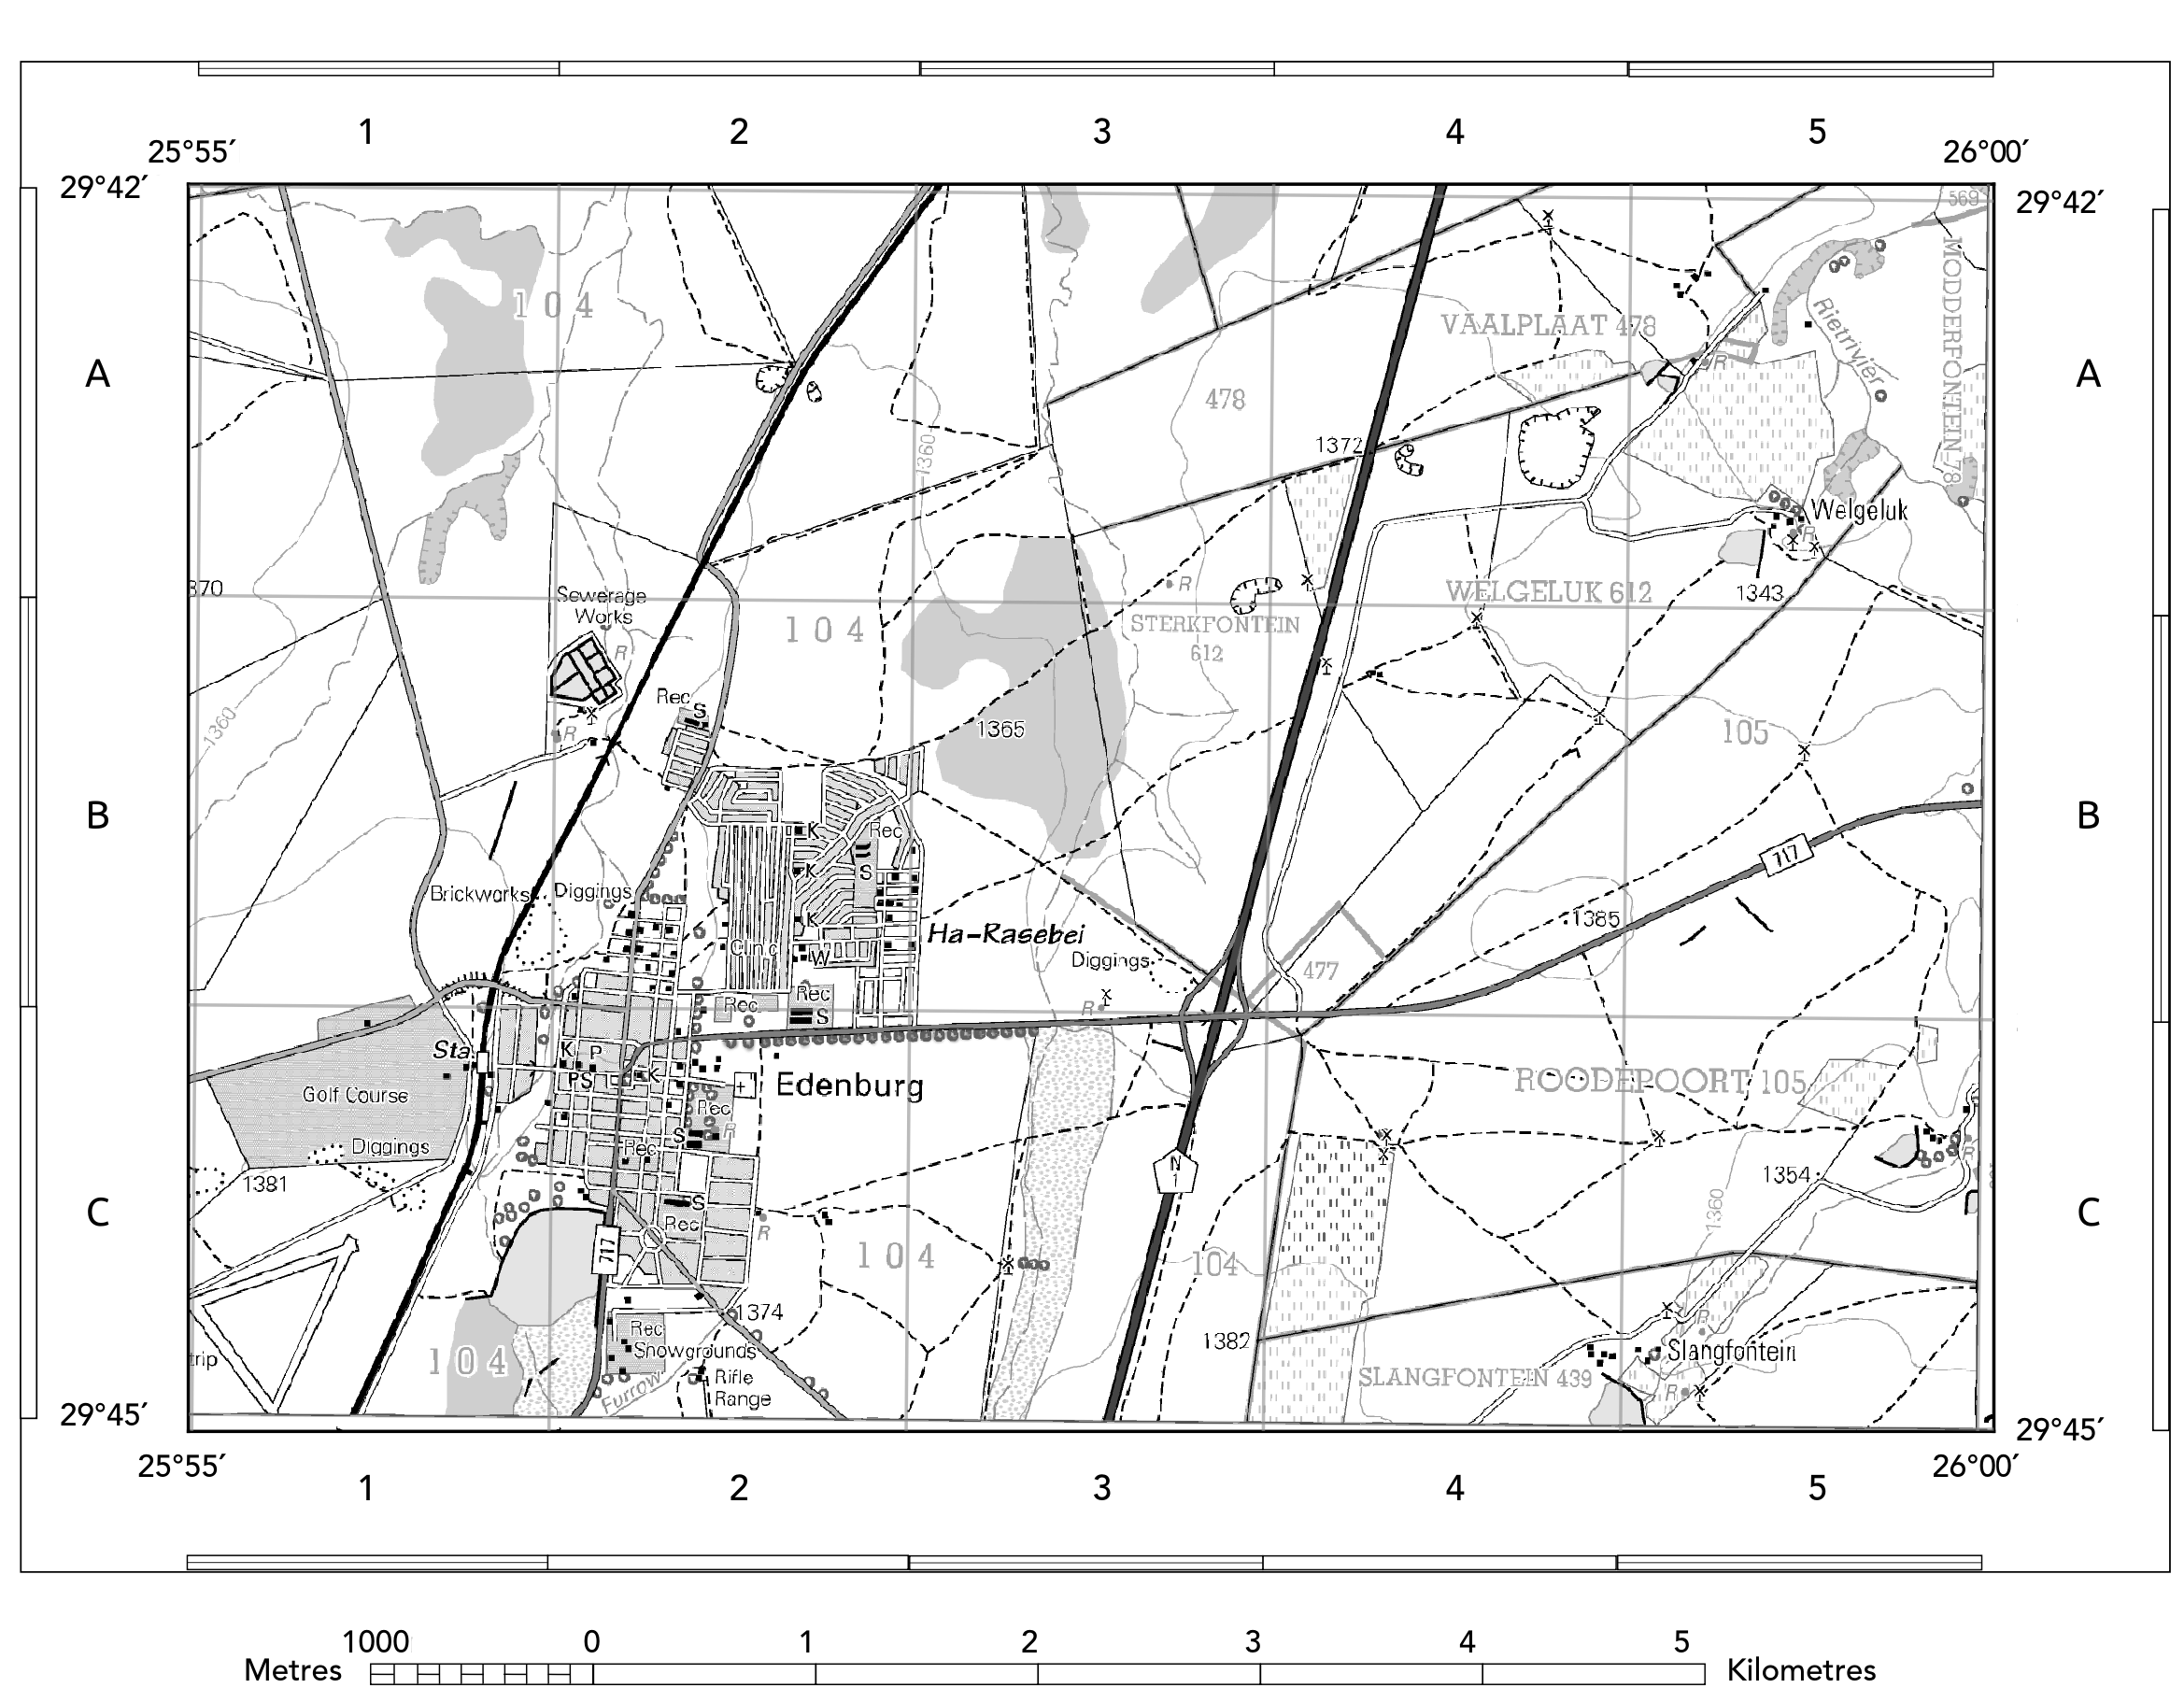 1 2 3 4 5
25°55′ 26°00′
29°42′ 29°42′
569
104
VAALPLAAT 478
MODDERFONTEIN 78
Rietrivier
R
A A
478
1360
1372
Welgeluk
R
870
Sewerage
Works
R
WELGELUK 612
1343
104
STERKFONTEIN
612
R
Rec
S
R
1360
1365
105
B B
K
Rec
K
S
717
Brickworks
Diggings
K
1385
Ha-Rasebei
Clinic
W
Diggings
477
Rec
Rec
S
R
Sta
K
P
PS
K
Edenburg
ROODEPOORT 105
Golf Course
Rec
S
R
Diggings
Rec
1381
N
1
1354
R
C C
S
Rec
R
717
104
104
1360
1374
1382
Rec
Showgrounds
R
Slangfontein
trip
104
Furrow
Rifle
Range
SLANGFONTEIN 439
R
29°45′ 29°45′
25°55′ 26°00′
1 2 3 4 5
1000 0 1 2 3 4 5
Metres Kilometres